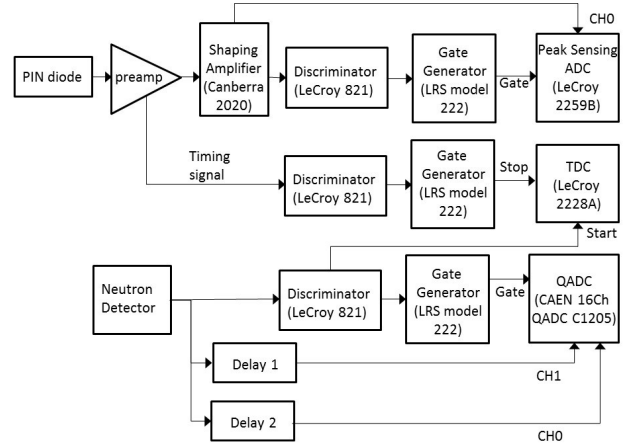 CH0
PIN diode
preamp
Shaping
Amplifier
(Canberra
2020)
Discriminator
(LeCroy 821)
Gate
Generator
(LRS model
222)
Gate
Peak Sensing
ADC
(LeCroy
2259B)
Timing
signal
Discriminator
(LeCroy 821)
Gate
Generator
(LRS model
222)
Stop
TDC
(LeCroy
2228A)
Start
Neutron
Detector
Discriminator
(LeCroy 821)
Gate
Generator
(LRS model
222)
Gate
QADC
(CAEN 16Ch
QADC C1205)
Delay 1
CH1
Delay 2
CH0